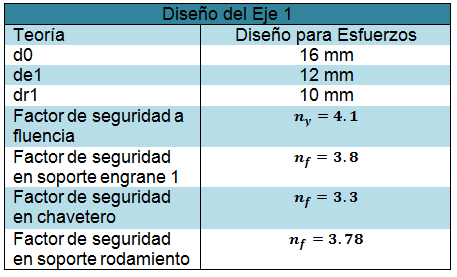 Diseño del Eje 1
Teoría Diseño para Esfuerzos
d0 16 mm
de1 12 mm
dr1 10 mm
Factor de seguridad a
fluencia
n_y = 4.1
Factor de seguridad
en soporte engrane 1
n_f = 3.8
Factor de seguridad
en chavetero
n_f = 3.3
Factor de seguridad
en soporte rodamiento
n_f = 3.78